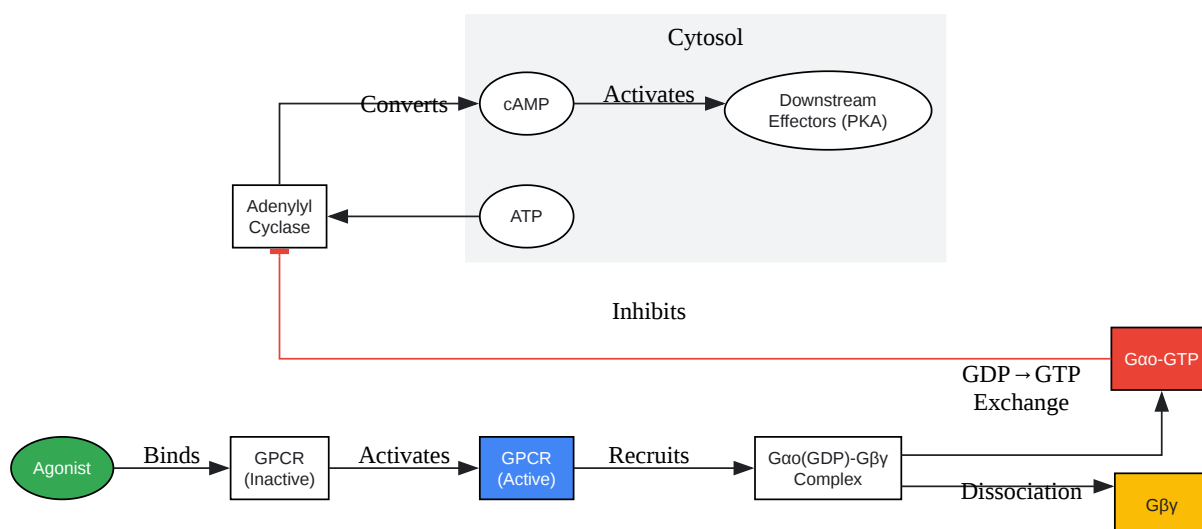 Cytosol
Converts
cAMP
Activates
Downstream
Effectors (PKA)
Adenylyl
Cyclase
ATP
Inhibits
Gαo-GTP
GDP→GTP
Exchange
Agonist
Binds
GPCR
(Inactive)
Activates
GPCR
(Active)
Recruits
Gαo(GDP)-Gβγ
Complex
Dissociation
Gβγ